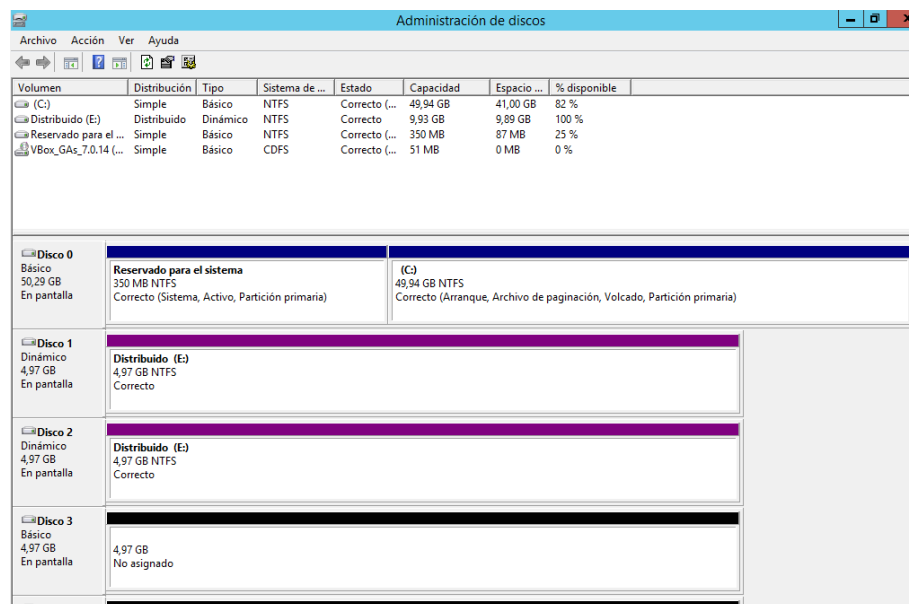 Administración de discos
Archivo Acción Ver Ayuda
Volumen Distribución Tipo Sistema de ... Estado Capacidad Espacio ... % disponible
(C:) Simple Básico NTFS Correcto (... 49,94 GB 41,00 GB 82 %
Distribuido (E:) Distribuido Dinámico NTFS Correcto 9,93 GB 9,89 GB 100 %
Reservado para el ... Simple Básico NTFS Correcto (... 350 MB 87 MB 25 %
VBox_GAs_7.0.14 (... Simple Básico CDFS Correcto (... 51 MB 0 MB 0 %
Disco 0
Básico
50,29 GB
En pantalla
Reservado para el sistema
350 MB NTFS
Correcto (Sistema, Activo, Partición primaria)
(C:)
49,94 GB NTFS
Correcto (Arranque, Archivo de paginación, Volcado, Partición primaria)
Disco 1
Dinámico
4,97 GB
En pantalla
Distribuido (E:)
4,97 GB NTFS
Correcto
Disco 2
Dinámico
4,97 GB
En pantalla
Distribuido (E:)
4,97 GB NTFS
Correcto
Disco 3
Básico
4,97 GB
En pantalla
4,97 GB
No asignado